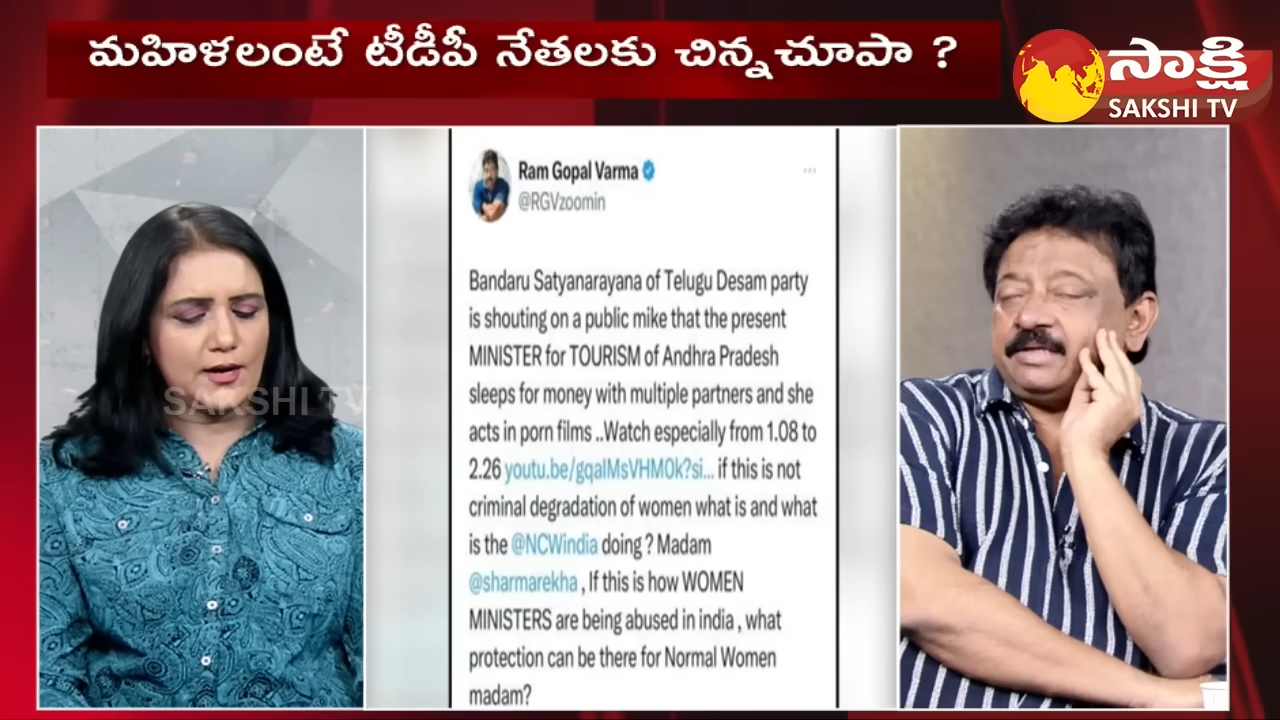 మహిళలంటే టీడీపీ నేతలకు చిన్నచూపా ?
సాక్షి
SAKSHI TV
Ram Gopal Varma
@RGVzoomin
Bandaru Satyanarayana of Telugu Desam party
is shouting on a public mike that the present
MINISTER for TOURISM of Andhra Pradesh
sleeps for money with multiple partners and she
acts in porn films ..Watch especially from 1.08 to
2.26 youtu.be/gqaIMsVHM0k?si... if this is not
criminal degradation of women what is and what
is the @NCWindia doing ? Madam
@sharmarekha , If this is how WOMEN
MINISTERS are being abused in india , what
protection can be there for Normal Women
madam?
SAKSHI TV